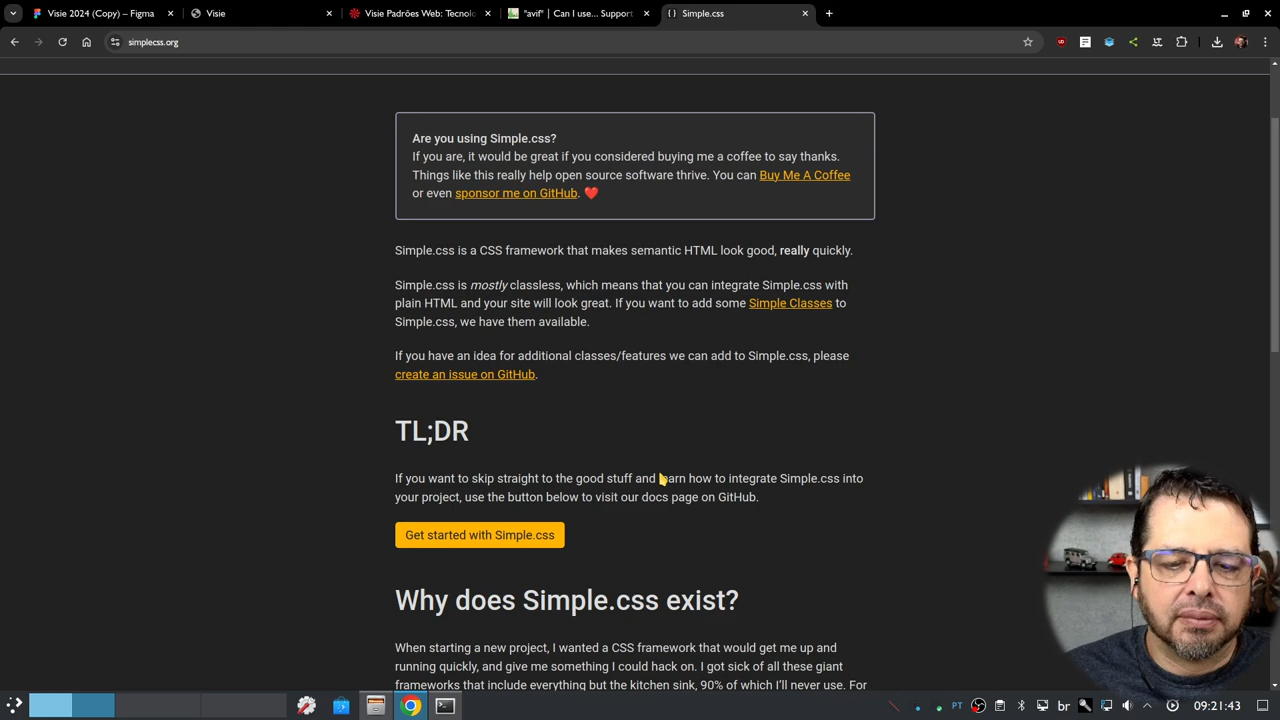 Visie 2024 (Copy) – Figma
Visie
Visie Padrões Web: Tecnolo
"avif" | Can I use... Support
Simple.css
simplecss.org
Are you using Simple.css?
If you are, it would be great if you considered buying me a coffee to say thanks.
Things like this really help open source software thrive. You can Buy Me A Coffee
or even sponsor me on GitHub. ❤️
Simple.css is a CSS framework that makes semantic HTML look good, really quickly.
Simple.css is mostly classless, which means that you can integrate Simple.css with
plain HTML and your site will look great. If you want to add some Simple Classes to
Simple.css, we have them available.
If you have an idea for additional classes/features we can add to Simple.css, please
create an issue on GitHub.
TL;DR
If you want to skip straight to the good stuff and learn how to integrate Simple.css into
your project, use the button below to visit our docs page on GitHub.
Get started with Simple.css
Why does Simple.css exist?
When starting a new project, I wanted a CSS framework that would get me up and
running quickly, and give me something I could hack on. I got sick of all these giant
frameworks that include everything but the kitchen sink, 90% of which I'll never use. For
PT
br
09:21:43